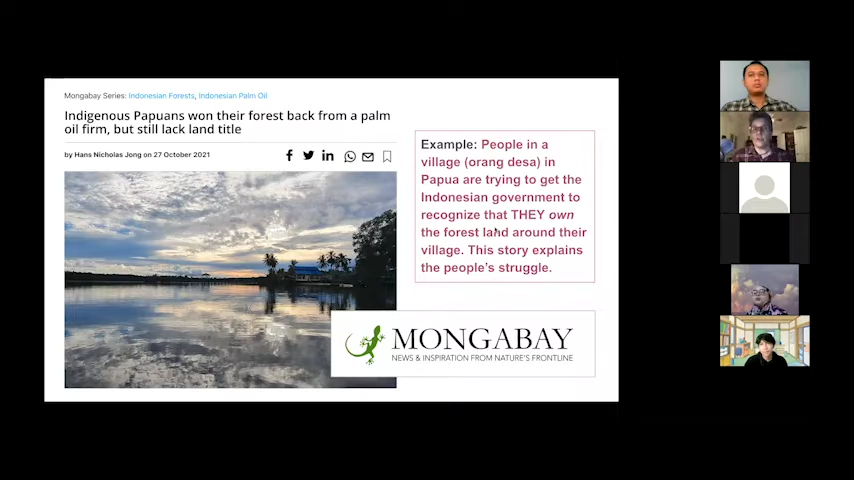 Mongabay Series: Indonesian Forests, Indonesian Palm Oil
Indigenous Papuans won their forest back from a palm
oil firm, but still lack land title
by Hans Nicholas Jong on 27 October 2021
Example: People in a
village (orang desa) in
Papua are trying to get the
Indonesian government to
recognize that THEY own
the forest land around their
village. This story explains
the people's struggle.
MONGABAY
NEWS & INSPIRATION FROM NATURE'S FRONTLINE